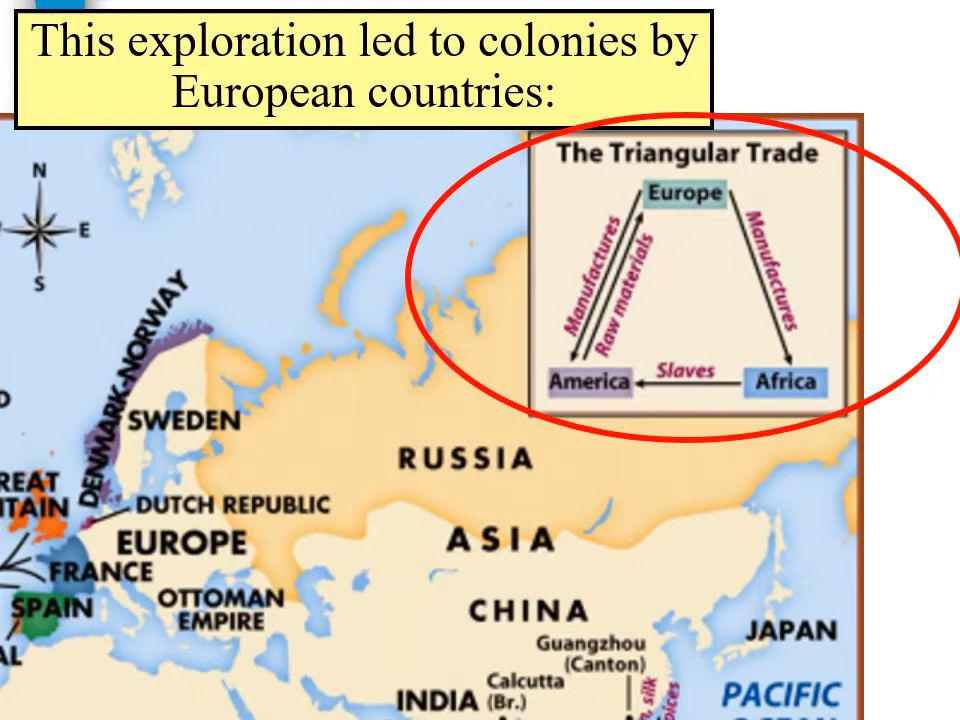 This exploration led to colonies by
European countries:
The Triangular Trade
Europe
Manufactures
Raw materials
Manufactures
America
Slaves
Africa
N
E
S
DENMARK-NORWAY
SWEDEN
RUSSIA
DUTCH REPUBLIC
ASIA
EUROPE
FRANCE
SPAIN
OTTOMAN
EMPIRE
CHINA
JAPAN
Guangzhou
(Canton)
Calcutta
(Br.)
INDIA
silk
PACIFIC